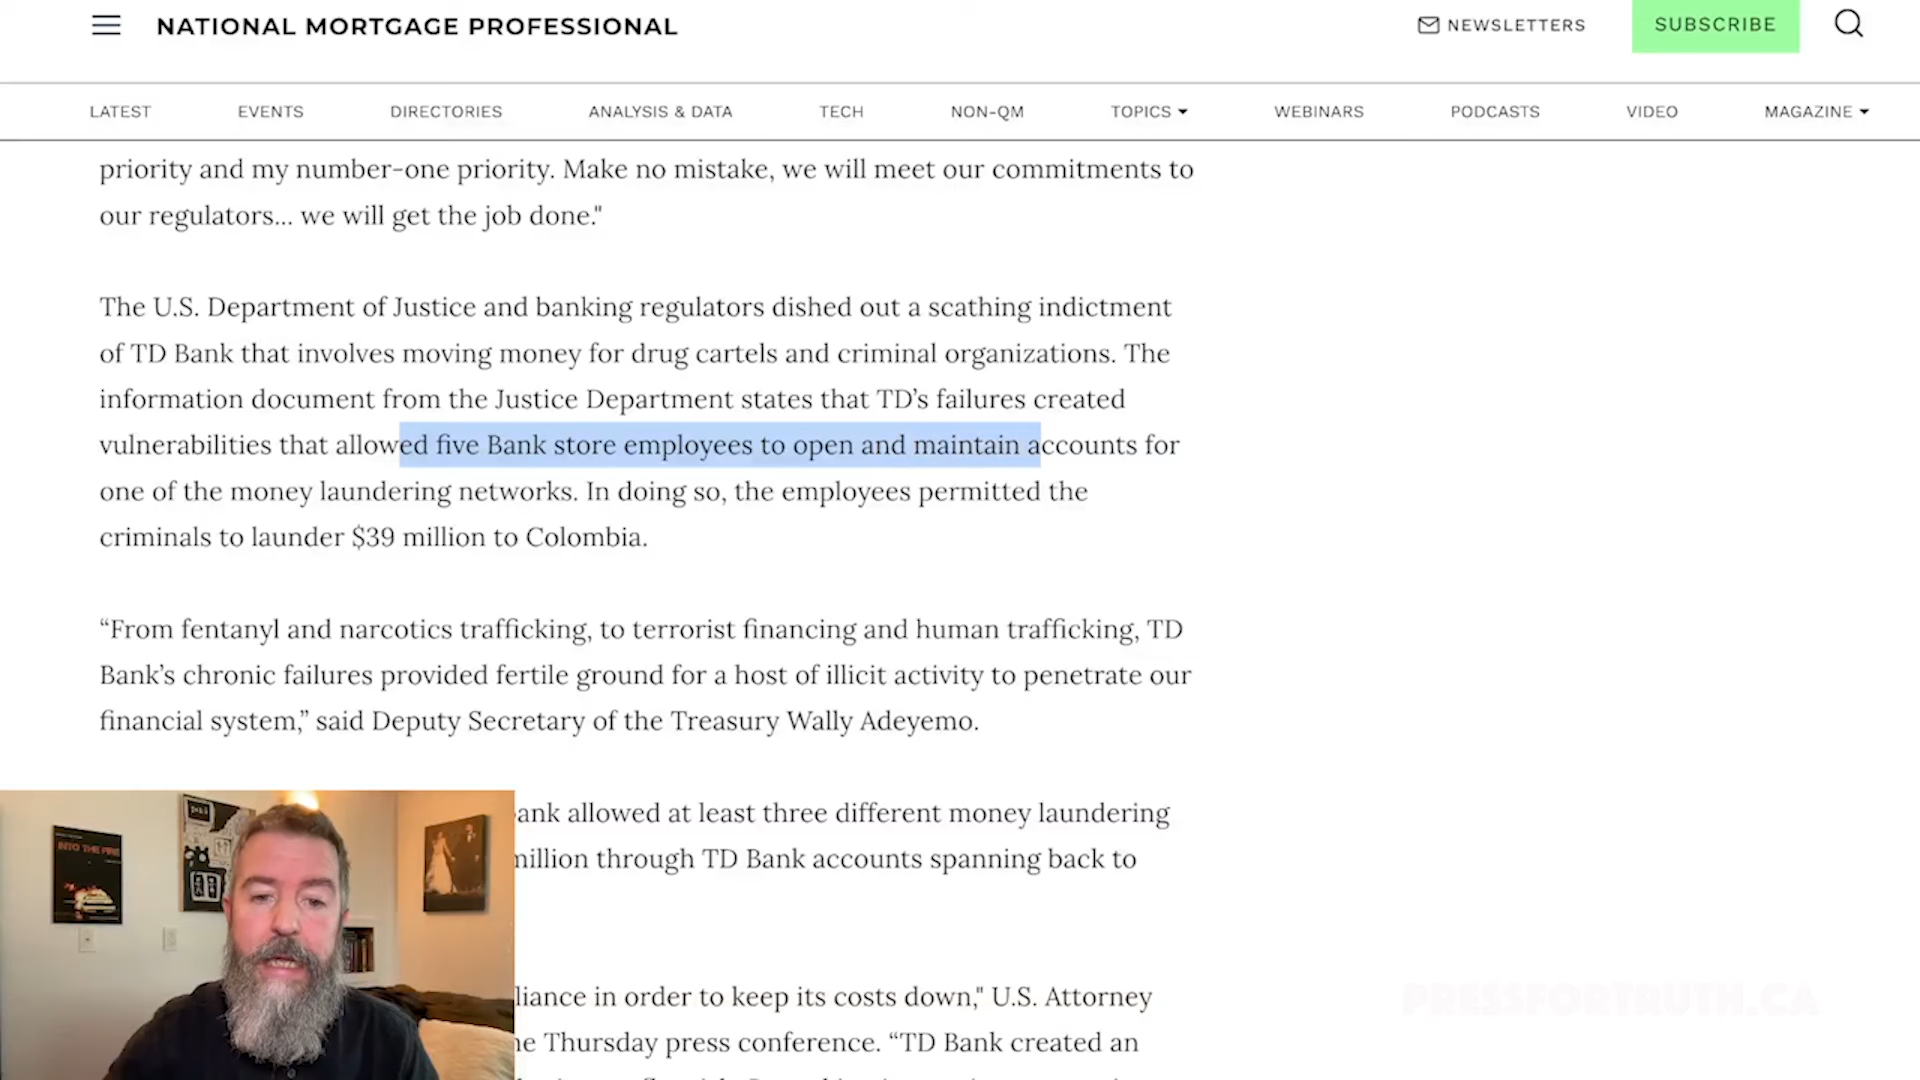 NATIONAL MORTGAGE PROFESSIONAL
NEWSLETTERS
SUBSCRIBE
LATEST
EVENTS
DIRECTORIES
ANALYSIS & DATA
TECH
NON-QM
TOPICS
WEBINARS
PODCASTS
VIDEO
MAGAZINE
priority and my number-one priority. Make no mistake, we will meet our commitments to
our regulators... we will get the job done."
The U.S. Department of Justice and banking regulators dished out a scathing indictment
of TD Bank that involves moving money for drug cartels and criminal organizations. The
information document from the Justice Department states that TD’s failures created
vulnerabilities that allowed five Bank store employees to open and maintain accounts for
one of the money laundering networks. In doing so, the employees permitted the
criminals to launder $39 million to Colombia.
“From fentanyl and narcotics trafficking, to terrorist financing and human trafficking, TD
Bank’s chronic failures provided fertile ground for a host of illicit activity to penetrate our
financial system,” said Deputy Secretary of the Treasury Wally Adeyemo.
ank allowed at least three different money laundering
million through TD Bank accounts spanning back to
liance in order to keep its costs down," U.S. Attorney
e Thursday press conference. “TD Bank created an
INTO THE FIRE
PRESSFORTRUTH.CA